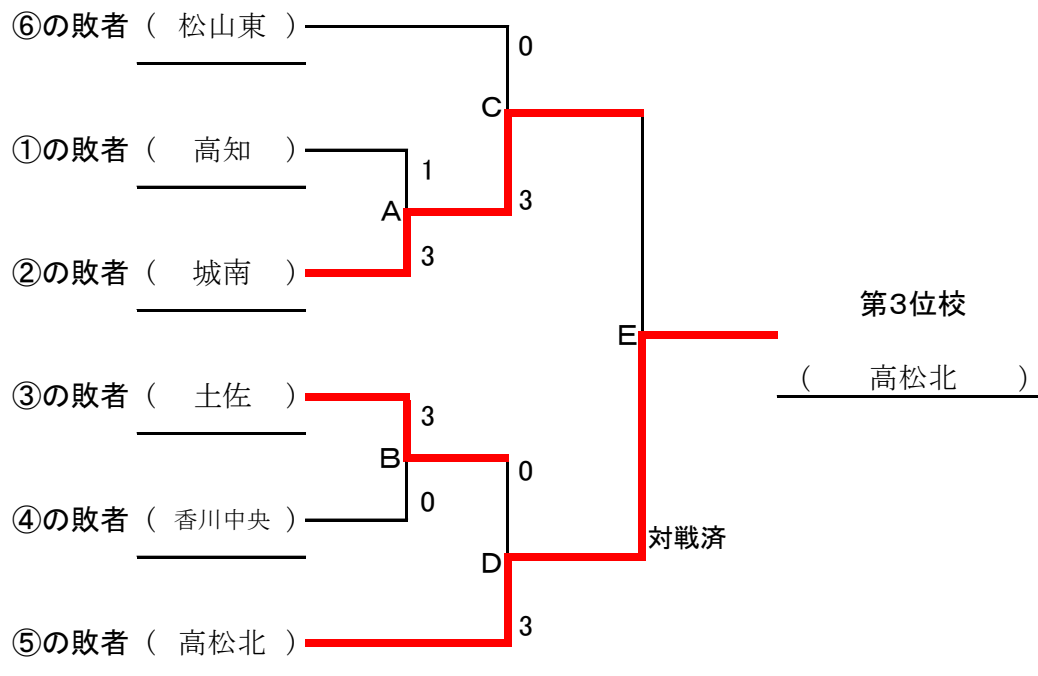 ⑥の敗者 ( 松山東 )
0
C
①の敗者 ( 高知 )
1
A
3
3
②の敗者 ( 城南 )
第3位校
E
( 高松北 )
③の敗者 ( 土佐 )
3
B
0
0
④の敗者 ( 香川中央 )
対戦済
D
3
⑤の敗者 ( 高松北 )